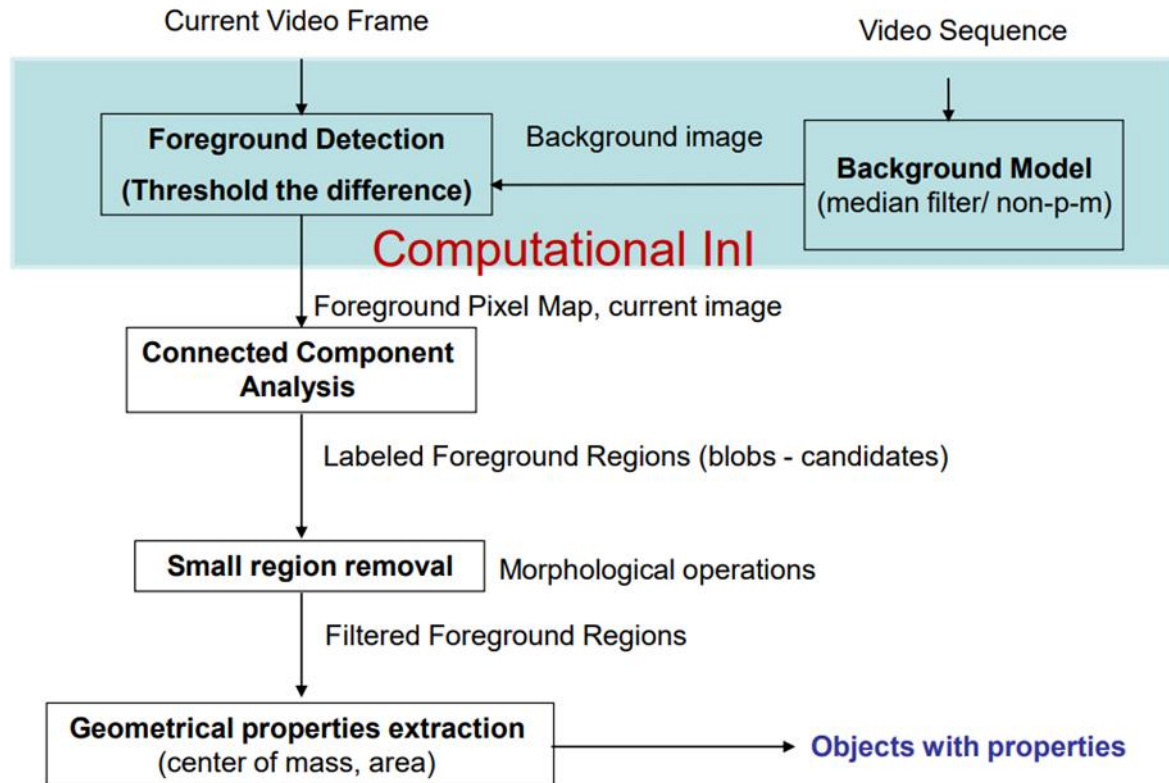 Current Video Frame
Video Sequence
Foreground Detection
(Threshold the difference)
Background image
Background Model
(median filter/ non-p-m)
Computational InI
Foreground Pixel Map, current image
Connected Component
Analysis
Labeled Foreground Regions (blobs - candidates)
Small region removal
Morphological operations
Filtered Foreground Regions
Geometrical properties extraction
(center of mass, area)
Objects with properties